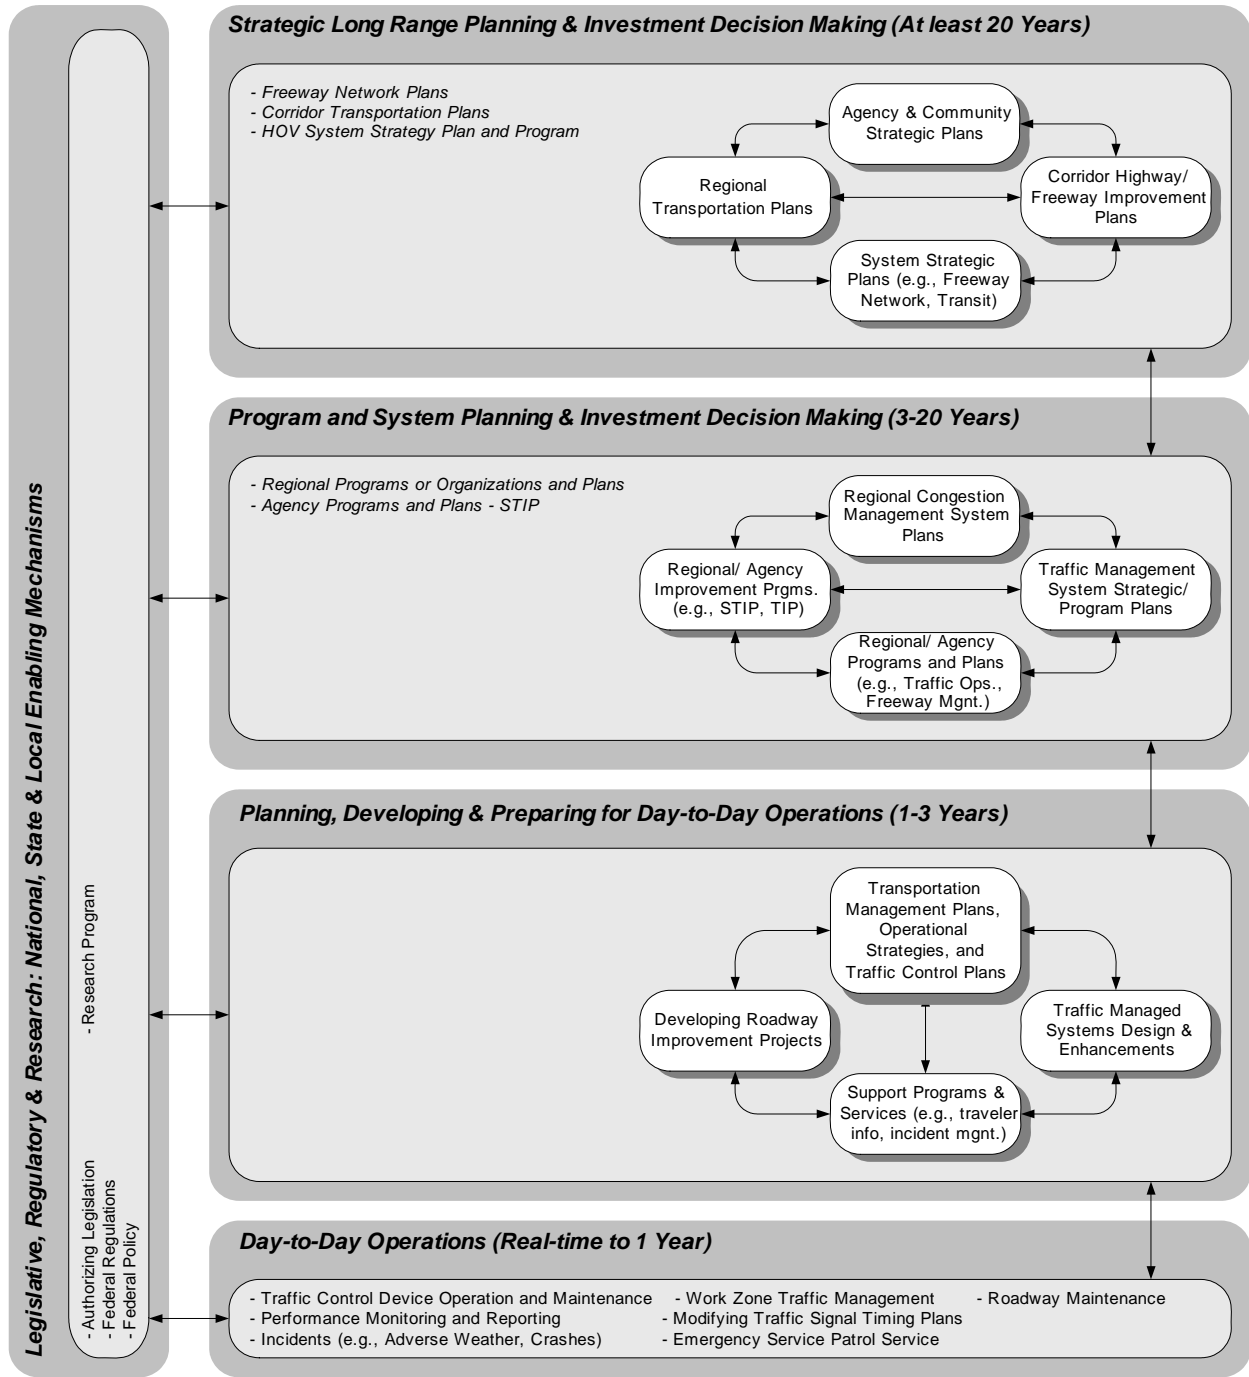 Legislative, Regulatory & Research: National, State & Local Enabling Mechanisms
- Authorizing Legislation
- Federal Regulations
- Federal Policy
- Research Program
Strategic Long Range Planning & Investment Decision Making (At least 20 Years)
- Freeway Network Plans
- Corridor Transportation Plans
- HOV System Strategy Plan and Program
Agency & Community
Strategic Plans
Regional
Transportation Plans
Corridor Highway/
Freeway Improvement
Plans
System Strategic
Plans (e.g., Freeway
Network, Transit)
Program and System Planning & Investment Decision Making (3-20 Years)
- Regional Programs or Organizations and Plans
- Agency Programs and Plans - STIP
Regional Congestion
Management System
Plans
Regional/ Agency
Improvement Prgms.
(e.g., STIP, TIP)
Traffic Management
System Strategic/
Program Plans
Regional/ Agency
Programs and Plans
(e.g., Traffic Ops.,
Freeway Mgnt.)
Planning, Developing & Preparing for Day-to-Day Operations (1-3 Years)
Transportation
Management Plans,
Operational
Strategies, and
Traffic Control Plans
Developing Roadway
Improvement Projects
Traffic Managed
Systems Design &
Enhancements
Support Programs &
Services (e.g., traveler
info, incident mgnt.)
Day-to-Day Operations (Real-time to 1 Year)
- Traffic Control Device Operation and Maintenance
- Performance Monitoring and Reporting
- Incidents (e.g., Adverse Weather, Crashes)
- Work Zone Traffic Management
- Modifying Traffic Signal Timing Plans
- Emergency Service Patrol Service
- Roadway Maintenance